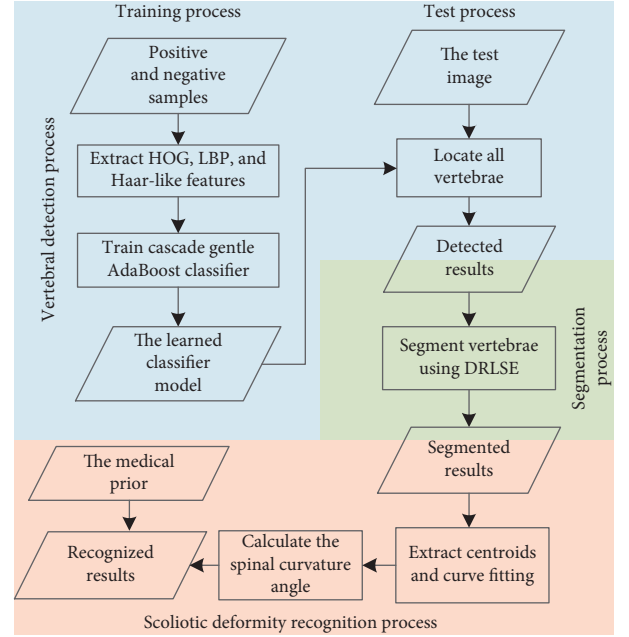 Training process
Test process
Vertebral detection process
Positive
and negative
samples
Extract HOG, LBP, and
Haar-like features
Train cascade gentle
AdaBoost classifier
The learned
classifier
model
The test
image
Locate all
vertebrae
Detected
results
Segment vertebrae
using DRLSE
Segmentation
process
Segmented
results
The medical
prior
Recognized
results
Calculate the
spinal curvature
angle
Extract centroids
and curve fitting
Scoliotic deformity recognition process